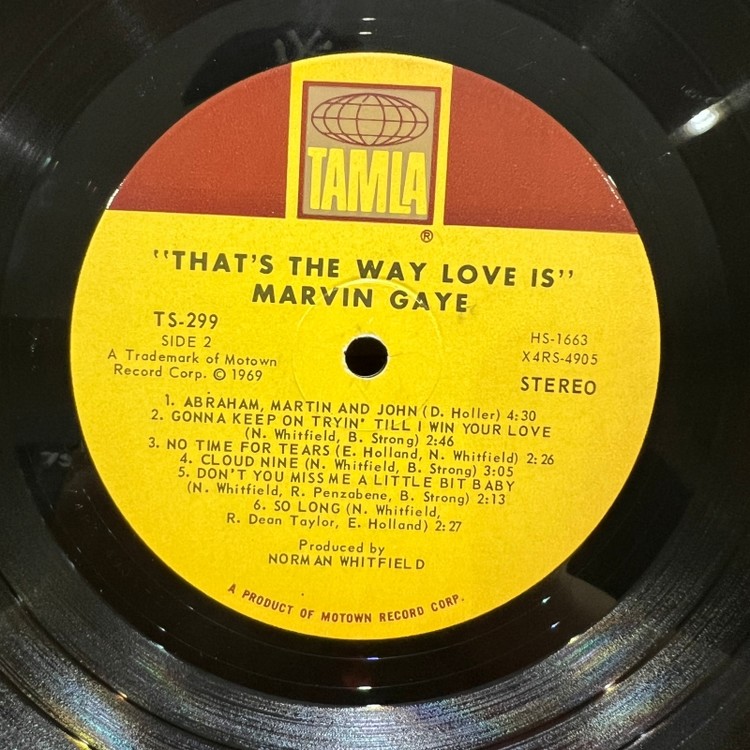 TAMLA
®
"THAT'S THE WAY LOVE IS"
MARVIN GAYE
TS-299
SIDE 2
A Trademark of Motown
Record Corp. © 1969
HS-1663
X4RS-4905
STEREO
1. ABRAHAM, MARTIN AND JOHN (D. Holler) 4:30
2. GONNA KEEP ON TRYIN' TILL I WIN YOUR LOVE
(N. Whitfield, B. Strong) 2:46
3. NO TIME FOR TEARS (E. Holland, N. Whitfield) 2:26
4. CLOUD NINE (N. Whitfield, B. Strong) 3:05
5. DON'T YOU MISS ME A LITTLE BIT BABY
(N. Whitfield, R. Penzabene, B. Strong) 2:13
6. SO LONG (N. Whitfield,
R. Dean Taylor, E. Holland) 2:27
Produced by
NORMAN WHITFIELD
A PRODUCT OF MOTOWN RECORD CORP.